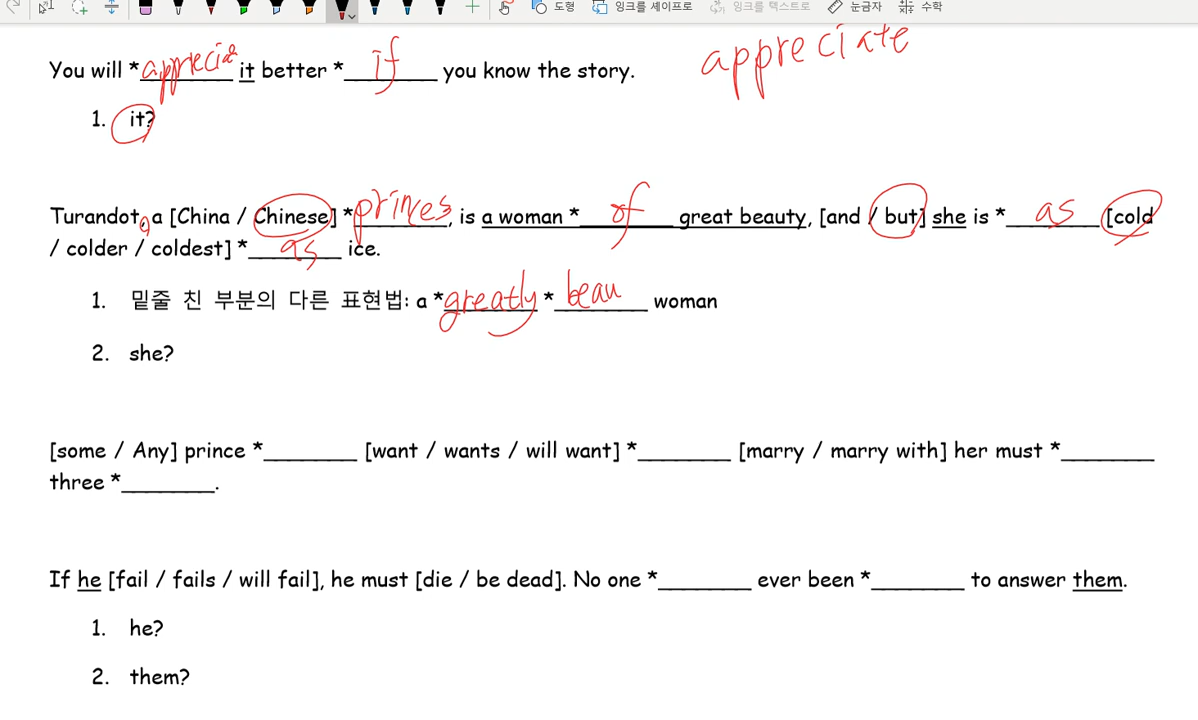 도형 잉크를 셰이프로 잉크를 텍스트로 눈금자 수학
appreciate
You will *appreciate it better * if you know the story.
1. it?
Turandot, a [China / Chinese] *princes, is a woman * of great beauty, [and / but] she is * as [cold
/ colder / coldest] * as ice.
1. 밑줄 친 부분의 다른 표현법: a *greatly * beau woman
2. she?
[some / Any] prince *________ [want / wants / will want] *________ [marry / marry with] her must *________
three *________.
If he [fail / fails / will fail], he must [die / be dead]. No one *________ ever been *________ to answer them.
1. he?
2. them?